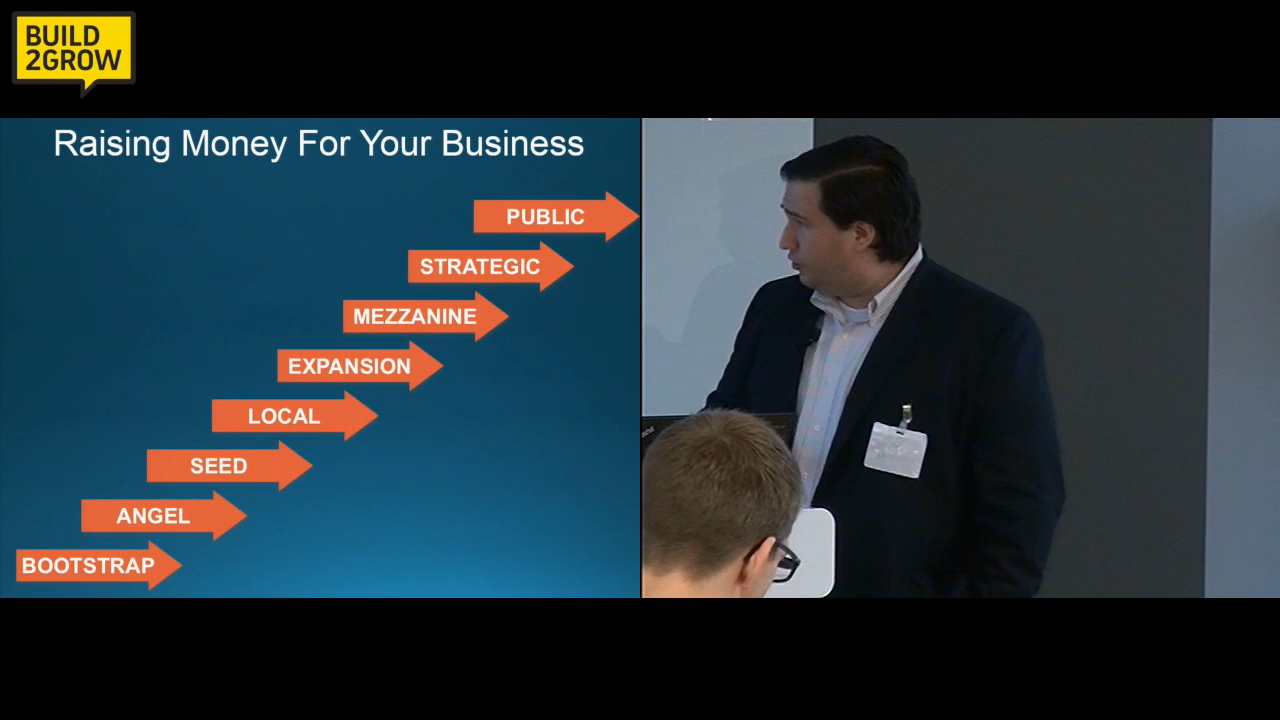 BUILD
2GROW
Raising Money For Your Business
PUBLIC
STRATEGIC
MEZZANINE
EXPANSION
LOCAL
SEED
ANGEL
BOOTSTRAP